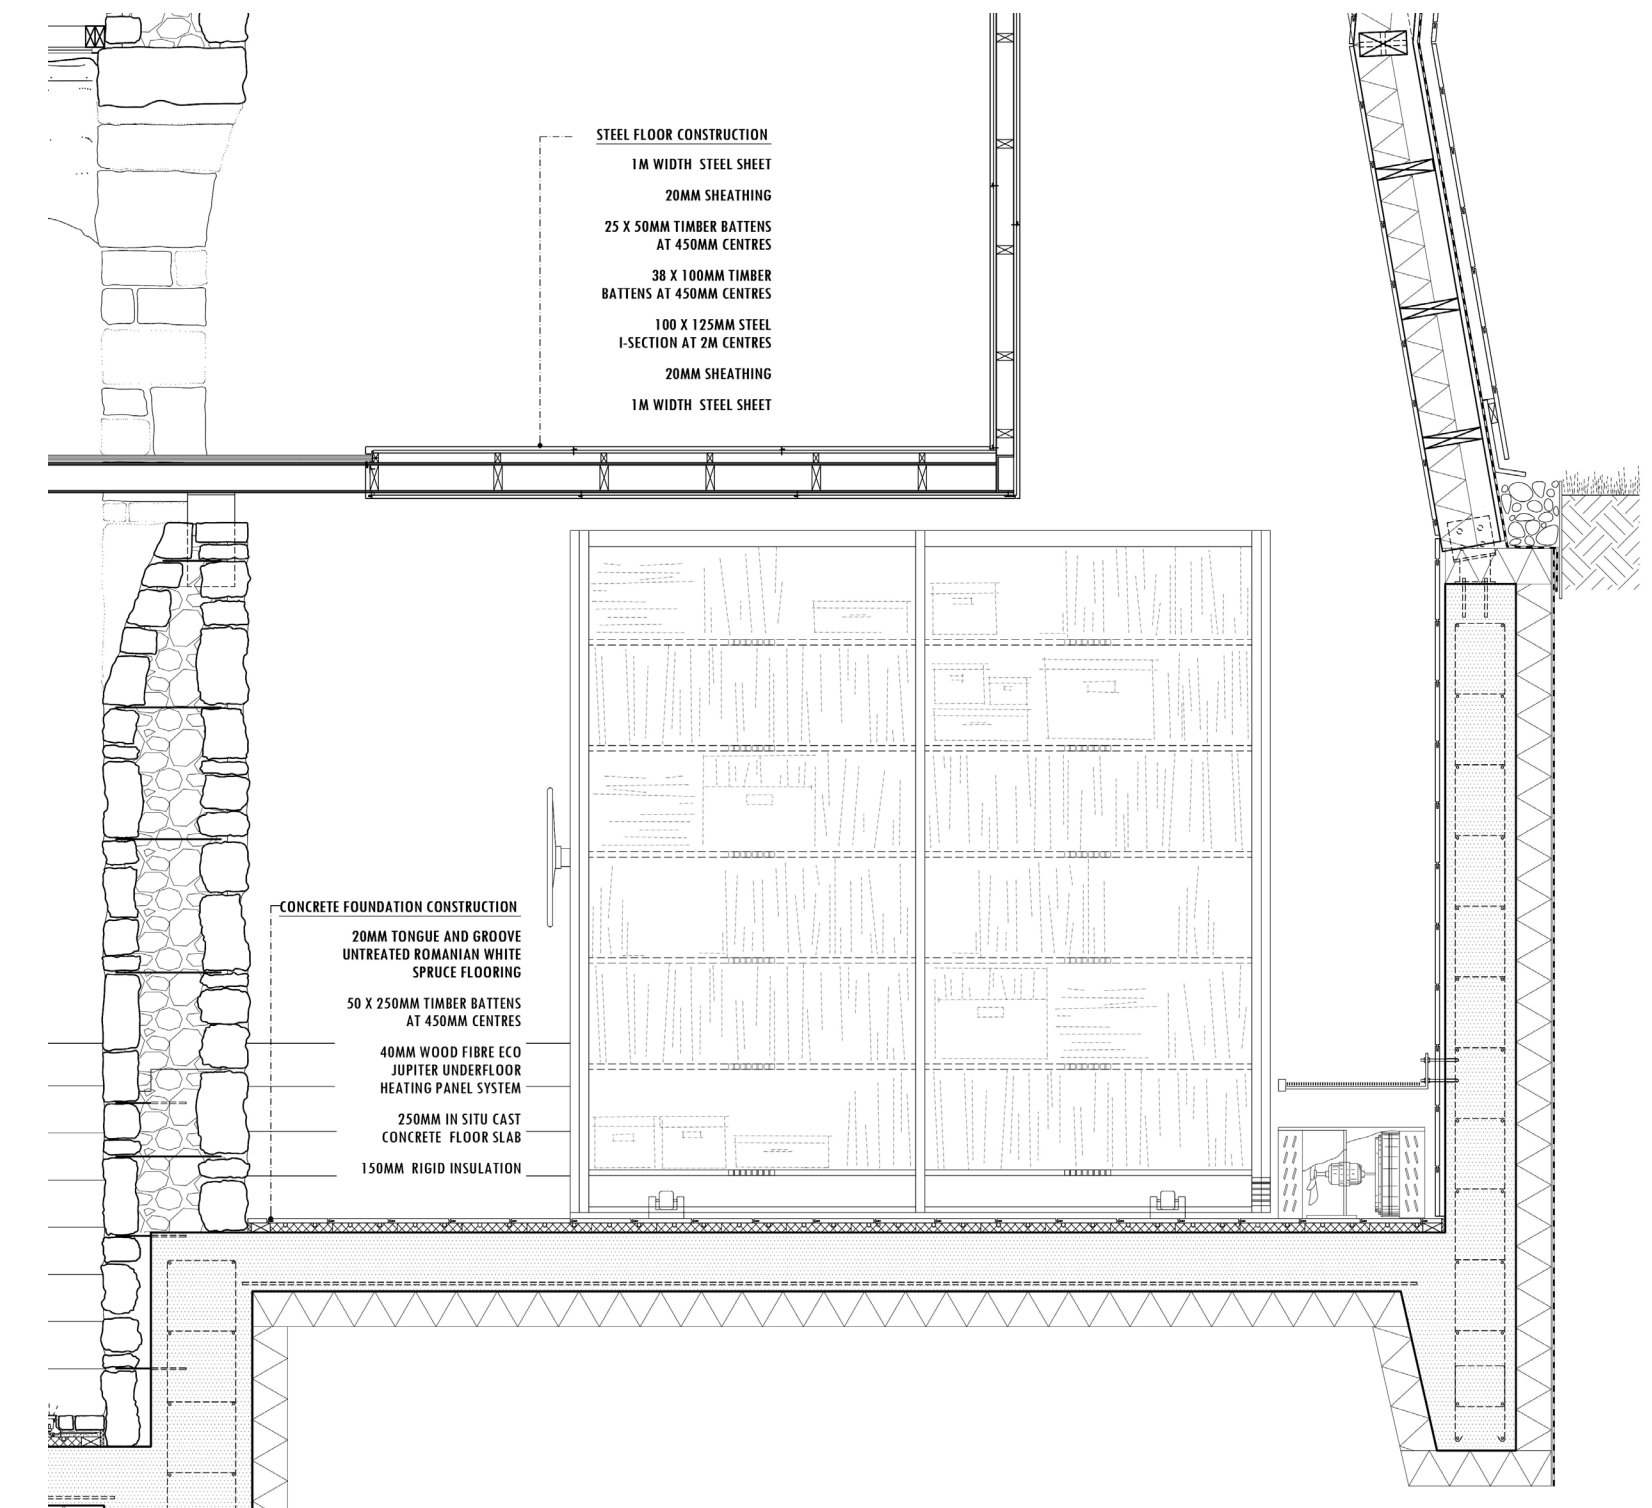 STEEL FLOOR CONSTRUCTION
1M WIDTH STEEL SHEET
20MM SHEATHING
25 X 50MM TIMBER BATTENS
AT 450MM CENTRES
38 X 100MM TIMBER
BATTENS AT 450MM CENTRES
100 X 125MM STEEL
I-SECTION AT 2M CENTRES
20MM SHEATHING
1M WIDTH STEEL SHEET
CONCRETE FOUNDATION CONSTRUCTION
20MM TONGUE AND GROOVE
UNTREATED ROMANIAN WHITE
SPRUCE FLOORING
50 X 250MM TIMBER BATTENS
AT 450MM CENTRES
40MM WOOD FIBRE ECO
JUPITER UNDERFLOOR
HEATING PANEL SYSTEM
250MM IN SITU CAST
CONCRETE FLOOR SLAB
150MM RIGID INSULATION